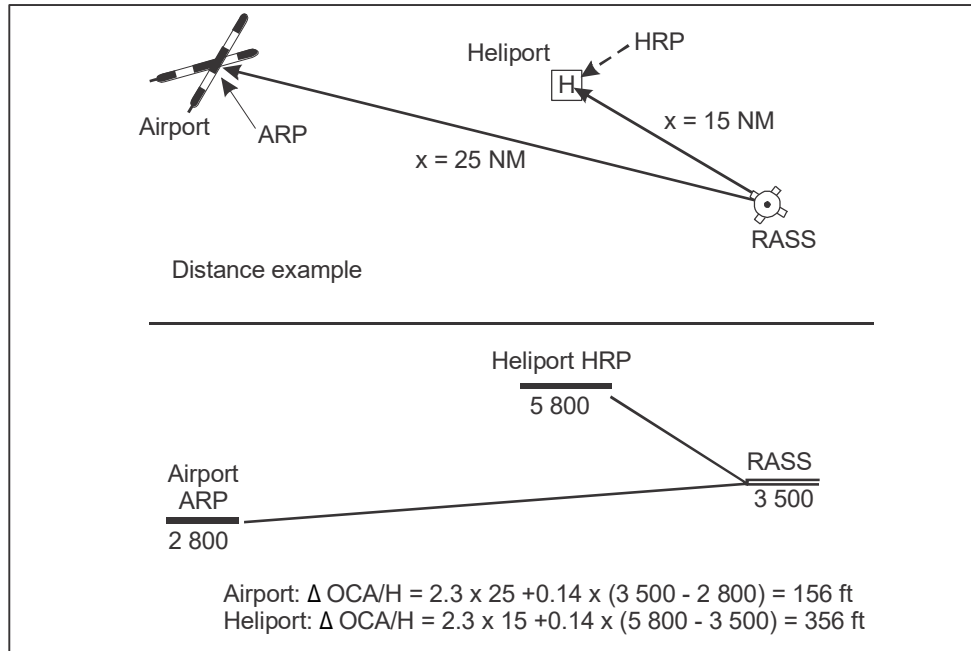 HRP
Heliport
H
Airport
ARP
x = 15 NM
x = 25 NM
RASS
Distance example
Heliport HRP
5 800
Airport
ARP
2 800
RASS
3 500
Airport: Δ OCA/H = 2.3 x 25 +0.14 x (3 500 - 2 800) = 156 ft
Heliport: Δ OCA/H = 2.3 x 15 +0.14 x (5 800 - 3 500) = 356 ft